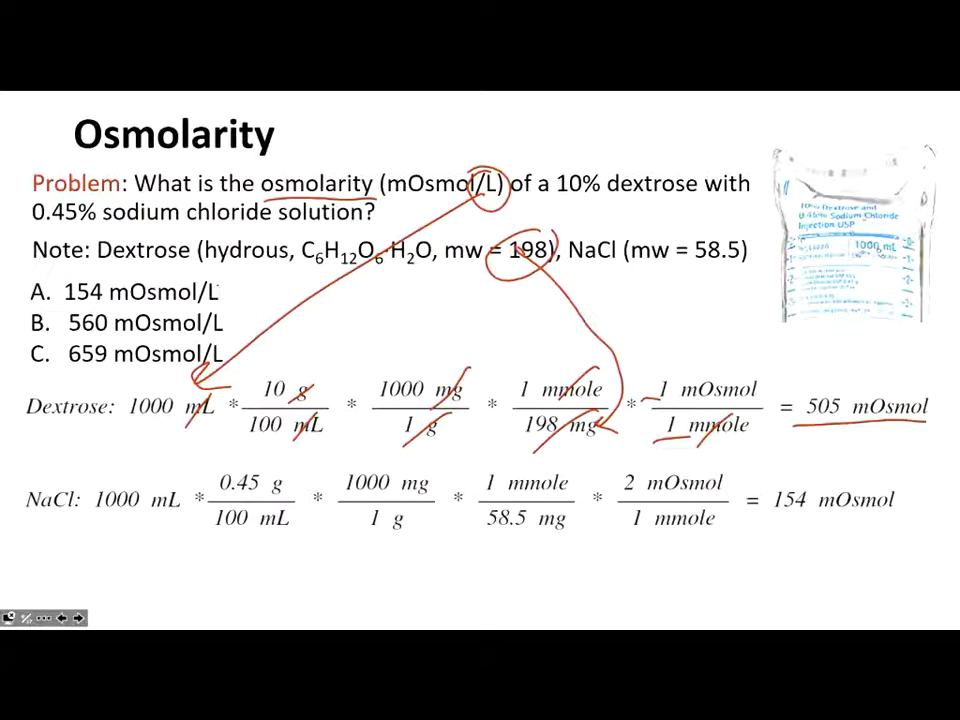 Osmolarity
Problem: What is the osmolarity (mOsmol/L) of a 10% dextrose with
0.45% sodium chloride solution?
Note: Dextrose (hydrous, C6H12O6·H2O, mw = 198), NaCl (mw = 58.5)
A. 154 mOsmol/L
B. 560 mOsmol/L
C. 659 mOsmol/L
Dextrose: 1000 mL * 10 g / 100 mL * 1000 mg / 1 g * 1 mmole / 198 mg * 1 mOsmol / 1 mmole = 505 mOsmol
NaCl: 1000 mL * 0.45 g / 100 mL * 1000 mg / 1 g * 1 mmole / 58.5 mg * 2 mOsmol / 1 mmole = 154 mOsmol
10% Dextrose and
0.45% Sodium Chloride
Injection USP
1000 mL